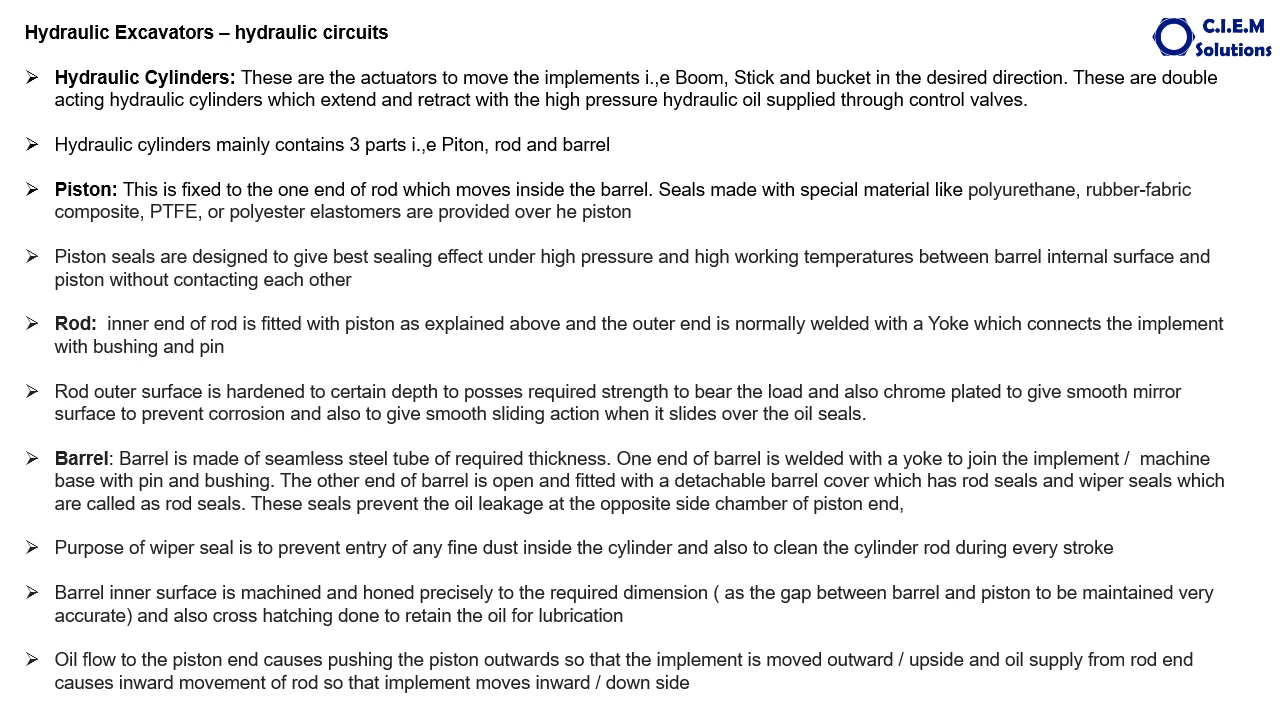 Hydraulic Excavators – hydraulic circuits
C.I.E.M
Solutions
➢ Hydraulic Cylinders: These are the actuators to move the implements i.,e Boom, Stick and bucket in the desired direction. These are double
acting hydraulic cylinders which extend and retract with the high pressure hydraulic oil supplied through control valves.
➢ Hydraulic cylinders mainly contains 3 parts i.,e Piton, rod and barrel
➢ Piston: This is fixed to the one end of rod which moves inside the barrel. Seals made with special material like polyurethane, rubber-fabric
composite, PTFE, or polyester elastomers are provided over he piston
➢ Piston seals are designed to give best sealing effect under high pressure and high working temperatures between barrel internal surface and
piston without contacting each other
➢ Rod:  inner end of rod is fitted with piston as explained above and the outer end is normally welded with a Yoke which connects the implement
with bushing and pin
➢ Rod outer surface is hardened to certain depth to posses required strength to bear the load and also chrome plated to give smooth mirror
surface to prevent corrosion and also to give smooth sliding action when it slides over the oil seals.
➢ Barrel: Barrel is made of seamless steel tube of required thickness. One end of barrel is welded with a yoke to join the implement /  machine
base with pin and bushing. The other end of barrel is open and fitted with a detachable barrel cover which has rod seals and wiper seals which
are called as rod seals. These seals prevent the oil leakage at the opposite side chamber of piston end,
➢ Purpose of wiper seal is to prevent entry of any fine dust inside the cylinder and also to clean the cylinder rod during every stroke
➢ Barrel inner surface is machined and honed precisely to the required dimension ( as the gap between barrel and piston to be maintained very
accurate) and also cross hatching done to retain the oil for lubrication
➢ Oil flow to the piston end causes pushing the piston outwards so that the implement is moved outward / upside and oil supply from rod end
causes inward movement of rod so that implement moves inward / down side